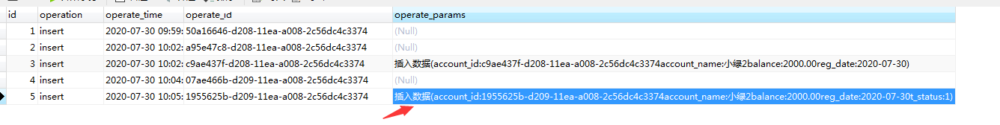 id operation operate_time operate_id operate_params
1 insert 2020-07-30 09:59: 50a16646-d208-11ea-a008-2c56dc4c3374 (Null)
2 insert 2020-07-30 10:02: a95e47c8-d208-11ea-a008-2c56dc4c3374 (Null)
3 insert 2020-07-30 10:02: c9ae437f-d208-11ea-a008-2c56dc4c3374 插入数据(account_id:c9ae437f-d208-11ea-a008-2c56dc4c3374account_name:小绿2balance:2000.00reg_date:2020-07-30)
4 insert 2020-07-30 10:04: 07ae466b-d209-11ea-a008-2c56dc4c3374 (Null)
5 insert 2020-07-30 10:05: 1955625b-d209-11ea-a008-2c56dc4c3374 插入数据(account_id:1955625b-d209-11ea-a008-2c56dc4c3374account_name:小绿2balance:2000.00reg_date:2020-07-30t_status:1)